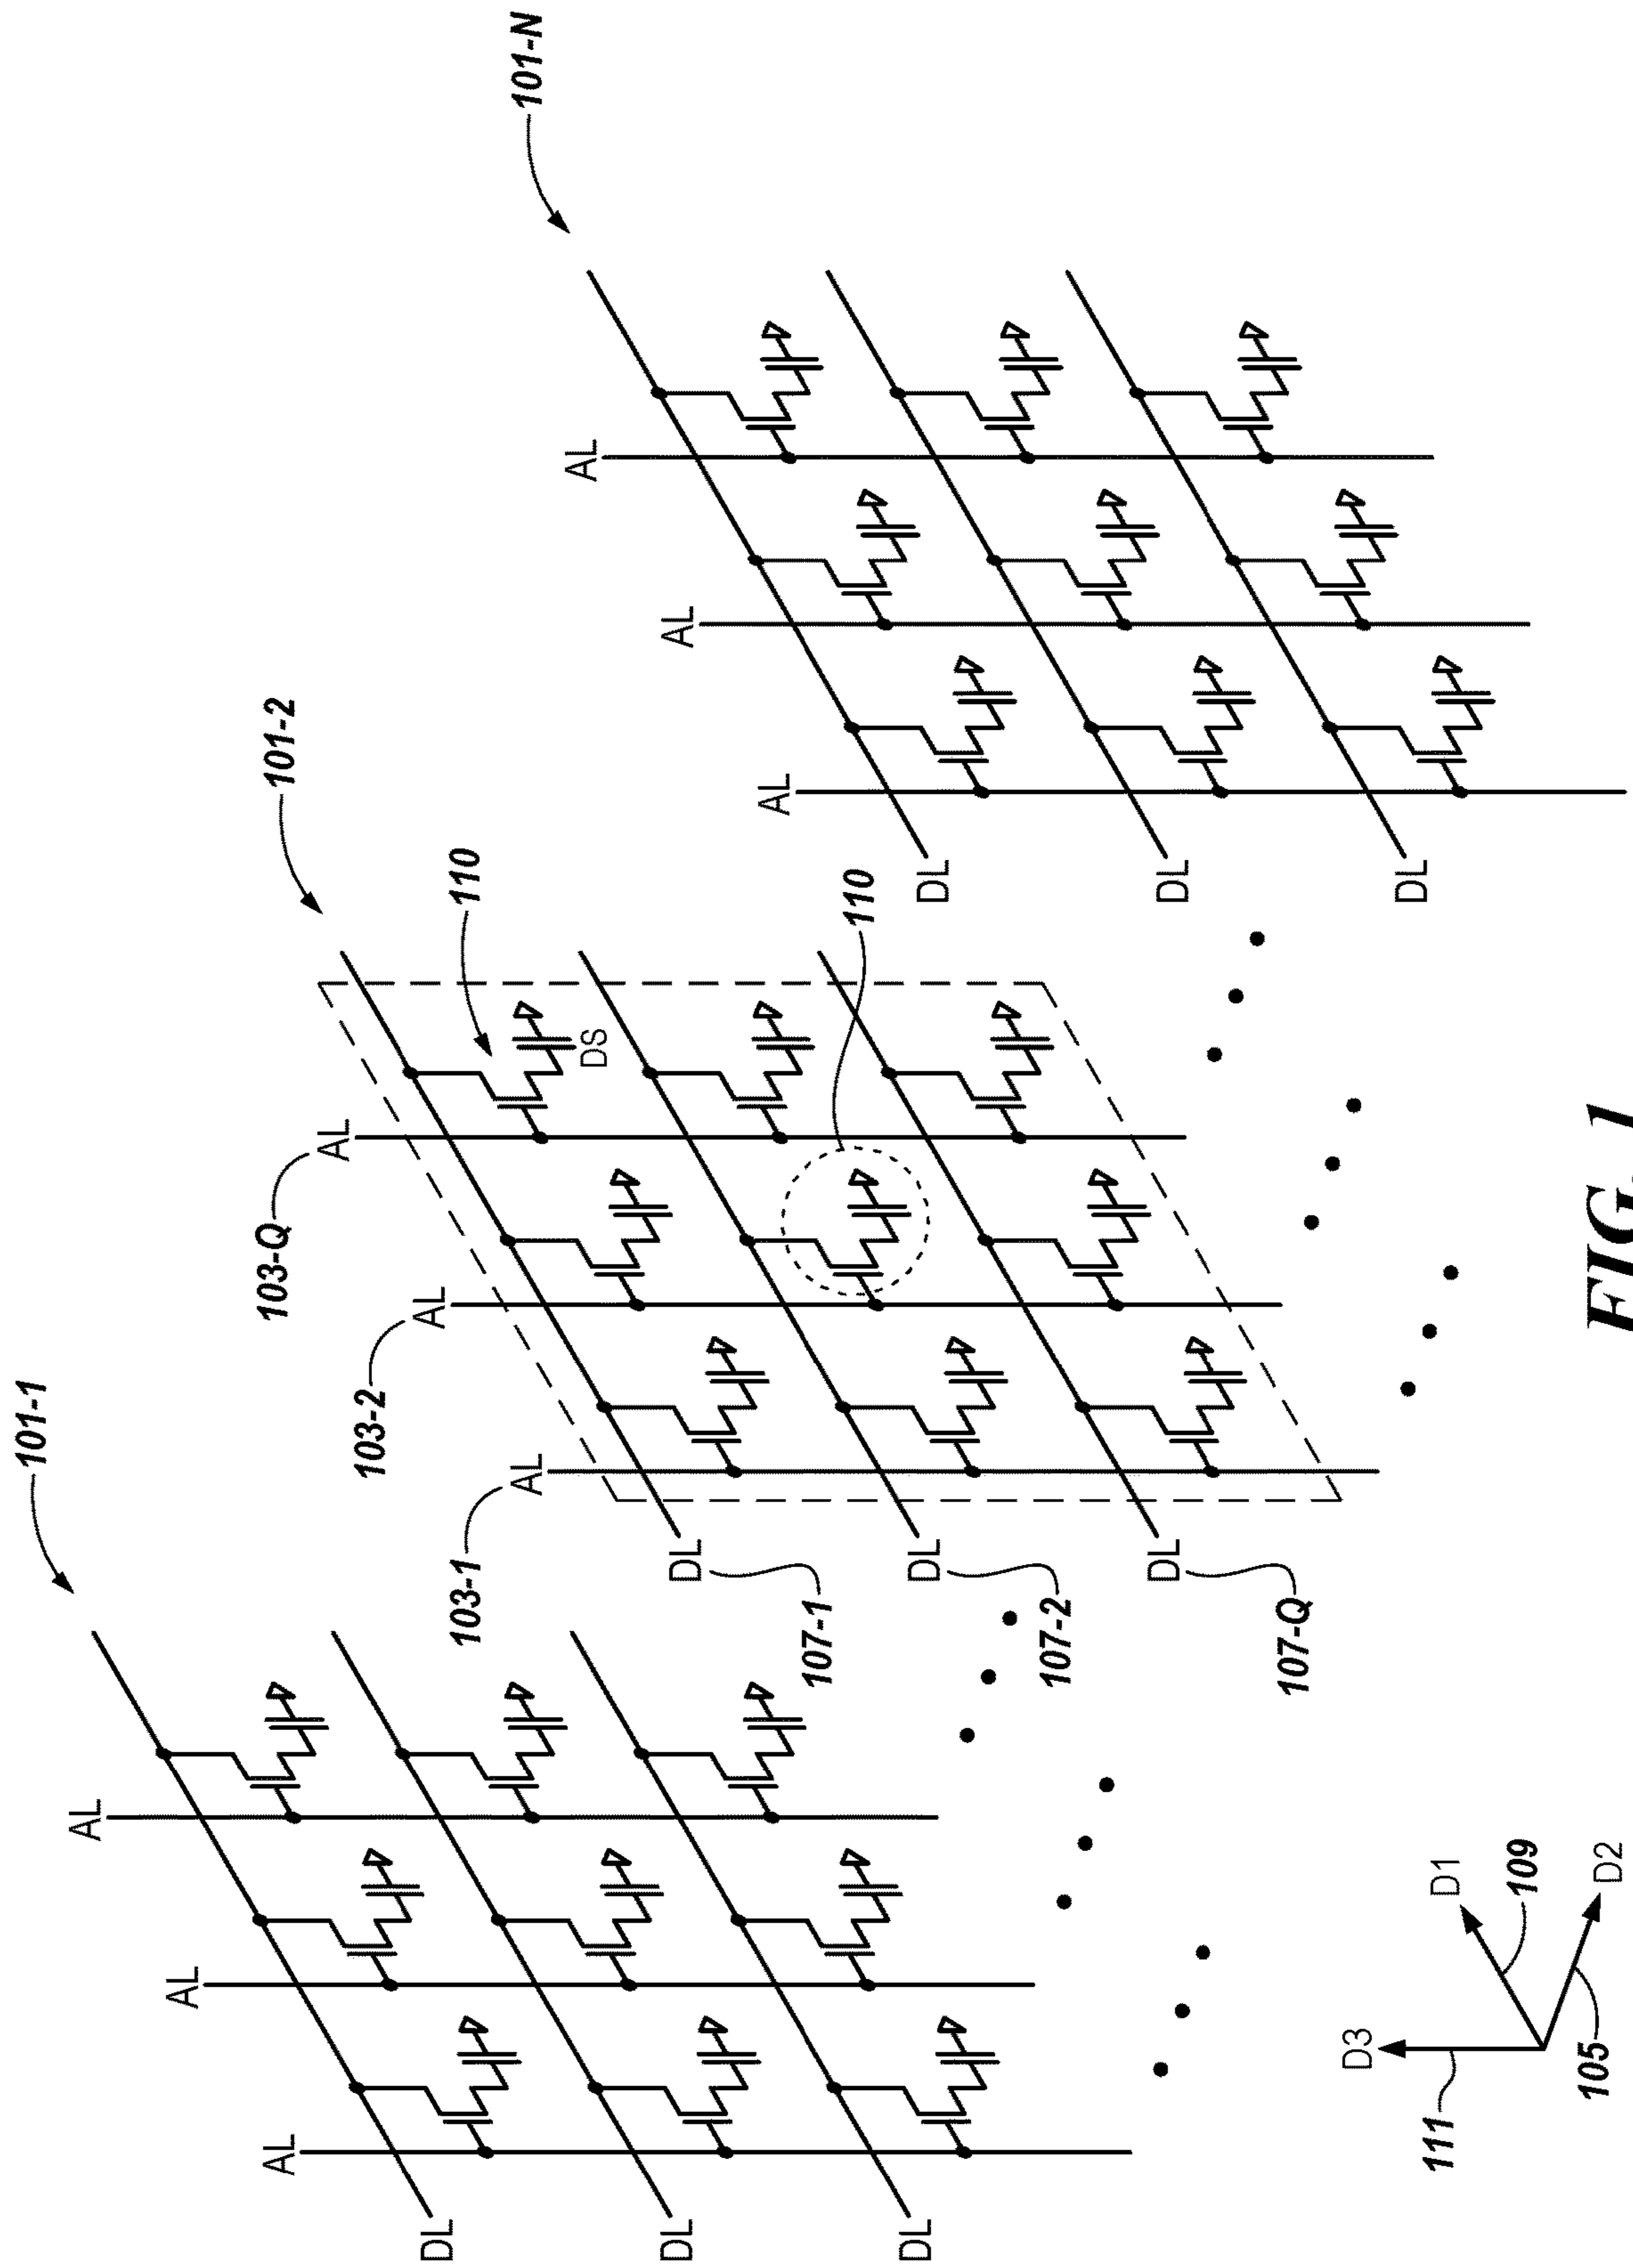 101-1
AL
AL
AL
DL
DL
DL
101-2
103-Q
AL
103-2
AL
103-1
AL
110
DS
110
DL
107-1
DL
107-2
DL
107-Q
101-N
AL
AL
AL
DL
DL
DL
D3
111
D1
109
D2
105
FIG. 1